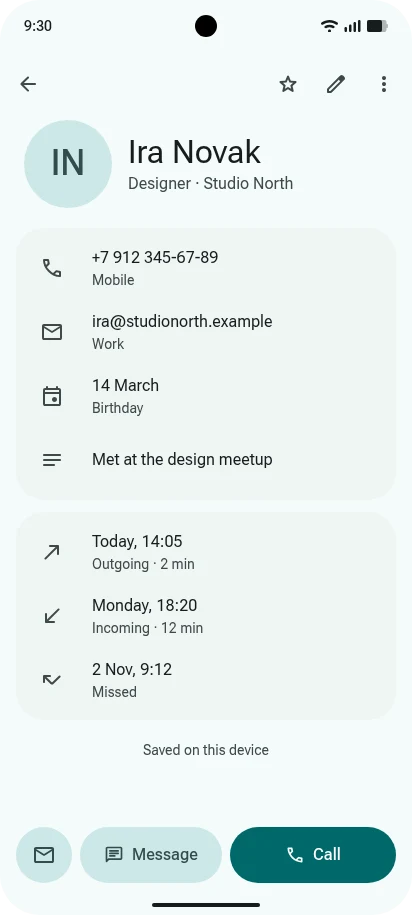 9:30
IN
Ira Novak
Designer · Studio North
+7 912 345-67-89
Mobile
ira@studionorth.example
Work
14 March
Birthday
Met at the design meetup
Today, 14:05
Outgoing · 2 min
Monday, 18:20
Incoming · 12 min
2 Nov, 9:12
Missed
Saved on this device
Message
Call